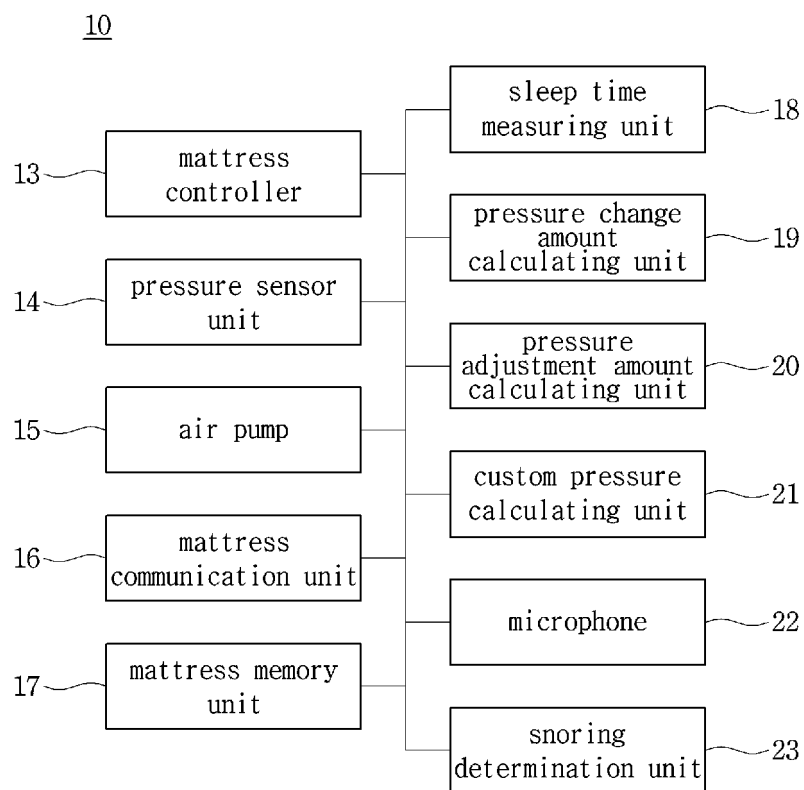 10
13
mattress
controller
14
pressure sensor
unit
15
air pump
16
mattress
communication unit
17
mattress memory
unit
sleep time
measuring unit
18
pressure change
amount
calculating unit
19
pressure
adjustment amount
calculating unit
20
custom pressure
calculating unit
21
microphone
22
snoring
determination unit
23